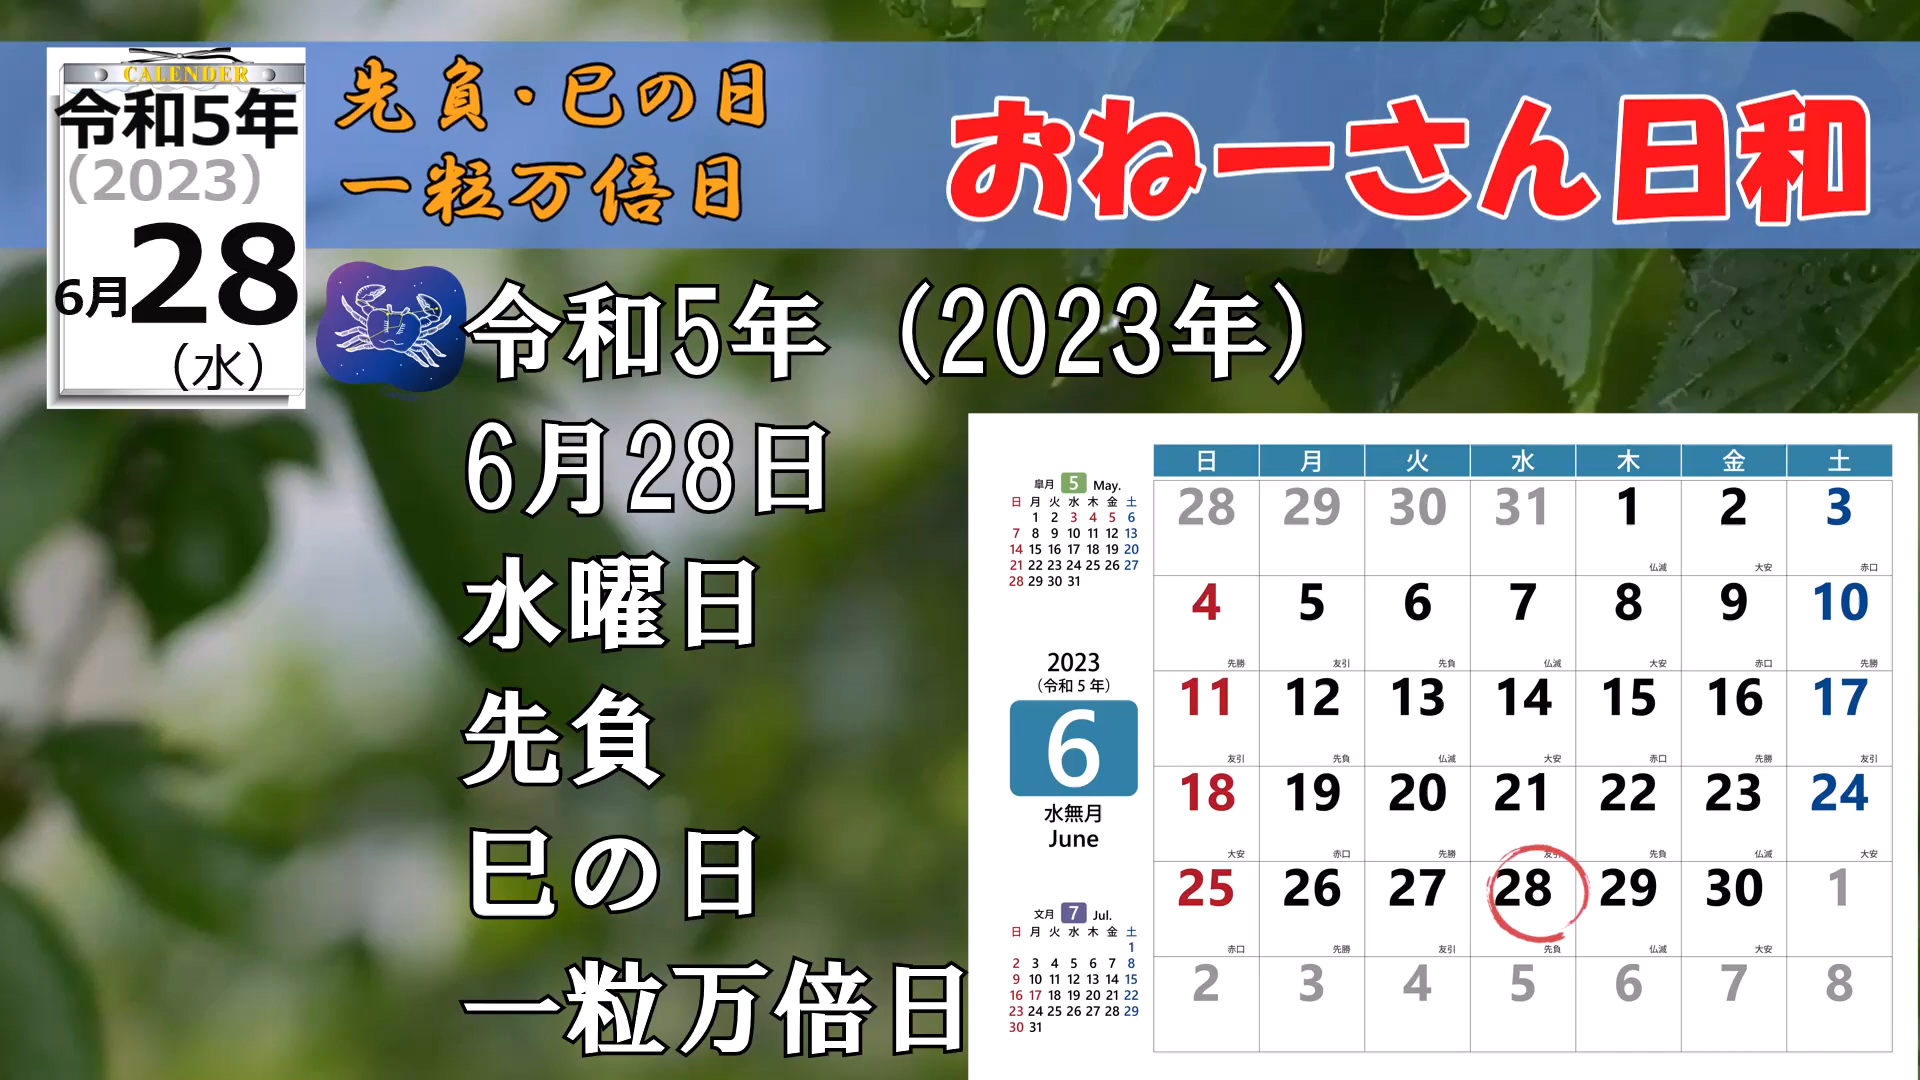 CALENDER
令和5年
（2023）
6月28
（水）
先負・巳の日
一粒万倍日
おねーさん日和
令和5年（2023年）
6月28日
水曜日
先負
巳の日
一粒万倍日
皐月 5 May.
日 月 火 水 木 金 土
1 2 3 4 5 6
7 8 9 10 11 12 13
14 15 16 17 18 19 20
21 22 23 24 25 26 27
28 29 30 31
2023
（令和 5 年）
6
水無月
June
文月 7 Jul.
日 月 火 水 木 金 土
1
2 3 4 5 6 7 8
9 10 11 12 13 14 15
16 17 18 19 20 21 22
23 24 25 26 27 28 29
30 31
日 月 火 水 木 金 土
28 29 30 31 1 2 3
仏滅 大安 赤口
4 5 6 7 8 9 10
先勝 友引 先負 仏滅 大安 赤口 先勝
11 12 13 14 15 16 17
友引 先負 仏滅 大安 赤口 先勝 友引
18 19 20 21 22 23 24
大安 赤口 先勝 友引 先負 仏滅 大安
25 26 27 28 29 30 1
赤口 先勝 友引 先負 仏滅 大安
2 3 4 5 6 7 8